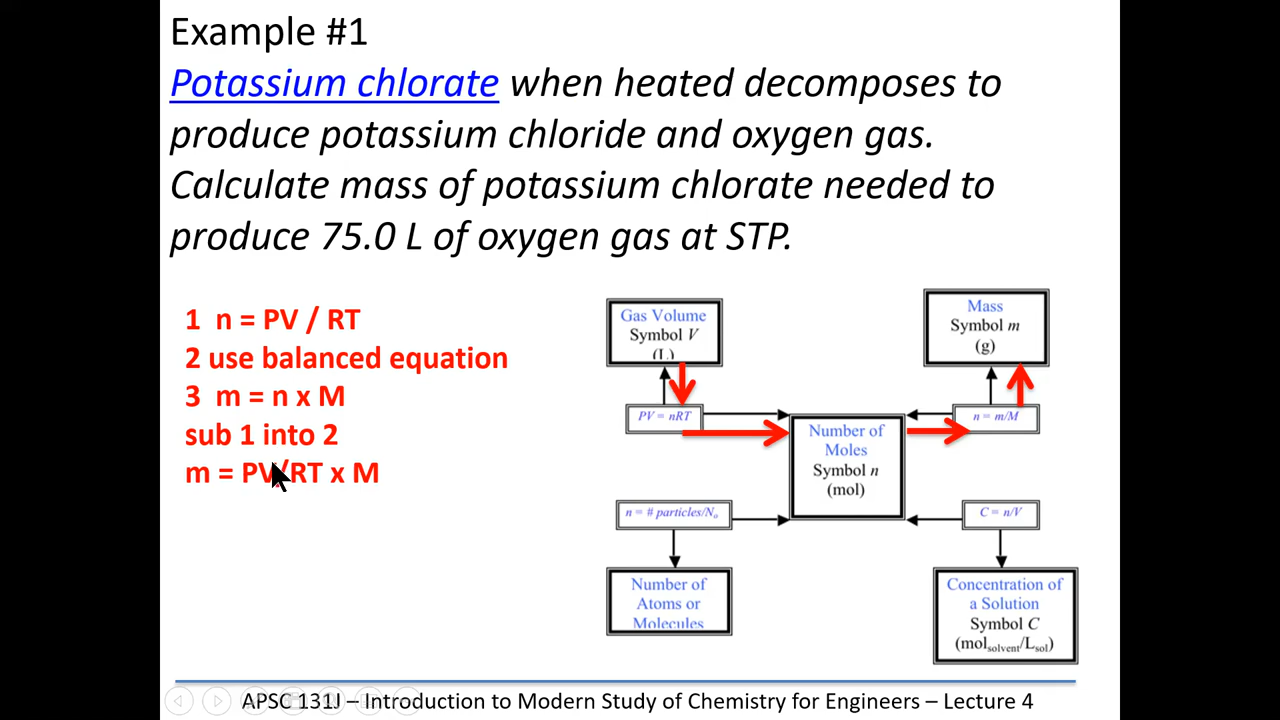 Example #1
Potassium chlorate when heated decomposes to
produce potassium chloride and oxygen gas.
Calculate mass of potassium chlorate needed to
produce 75.0 L of oxygen gas at STP.
1 n = PV / RT
2 use balanced equation
3 m = n x M
sub 1 into 2
m = PV/RT x M
Gas Volume
Symbol V
(L)
PV = nRT
Mass
Symbol m
(g)
n = m/M
Number of
Moles
Symbol n
(mol)
n = # particles/Nₒ
C = n/V
Number of
Atoms or
Molecules
Concentration of
a Solution
Symbol C
(mol_solvent/L_sol)
APSC 131J – Introduction to Modern Study of Chemistry for Engineers – Lecture 4